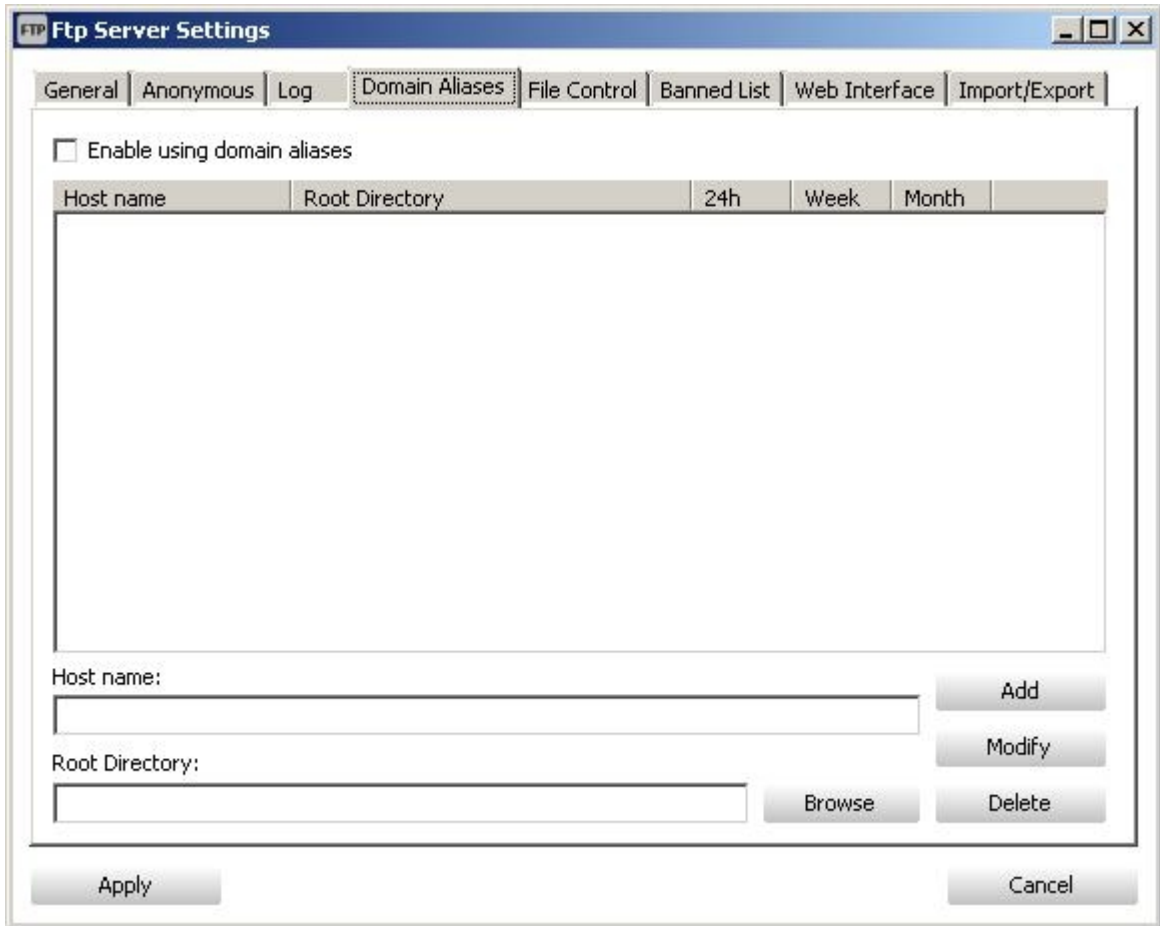 FTP Ftp Server Settings
General Anonymous Log Domain Aliases File Control Banned List Web Interface Import/Export
Enable using domain aliases
Host name Root Directory 24h Week Month
Host name:
Add
Modify
Root Directory:
Browse Delete
Apply Cancel